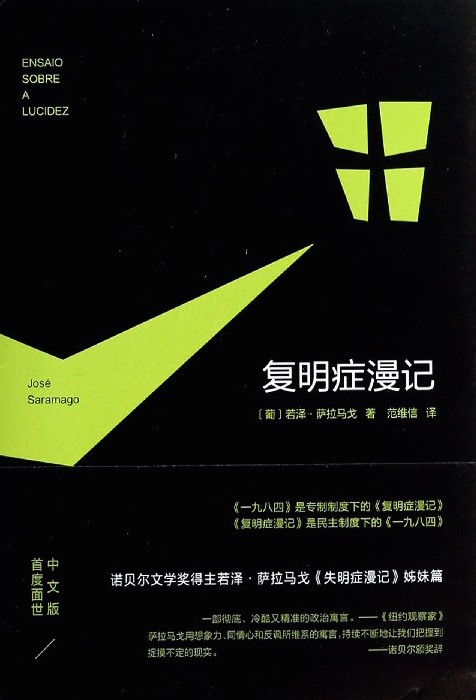 ENSAIO
SOBRE
A
LUCIDEZ
José
Saramago
复明症漫记
〔葡〕若泽·萨拉马戈 著 范维信 译
《一九八四》是专制制度下的《复明症漫记》
《复明症漫记》是民主制度下的《一九八四》
中文版
首度面世
诺贝尔文学奖得主若泽·萨拉马戈《失明症漫记》姊妹篇
一部彻底、冷酷又精准的政治寓言。——《纽约观察家》
萨拉马戈用想象力、同情心和反讽所维系的寓言，持续不断地让我们把握到
捉摸不定的现实。 ——诺贝尔颁奖辞